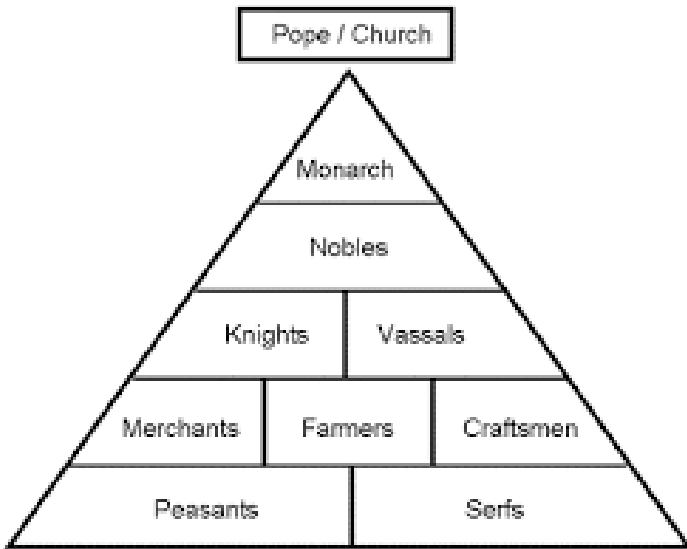 Pope / Church
Monarch
Nobles
Knights Vassals
Merchants Farmers Craftsmen
Peasants Serfs